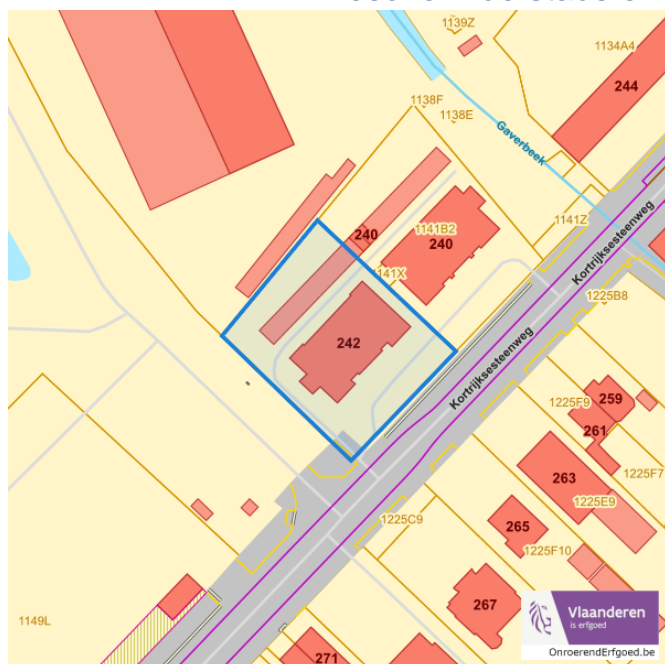 1139Z
1134A4
244
1138F
1138E
Gaverbeek
Kortrijksesteenweg
1141Z
1141B2
240
240
1141X
1225B8
242
Kortrijksesteenweg
259
1225F9
261
263
1225F7
1225E9
1225C9
265
1225F10
267
1149L
271
Vlaanderen
is erfgoed
OnroerendErfgoed.be